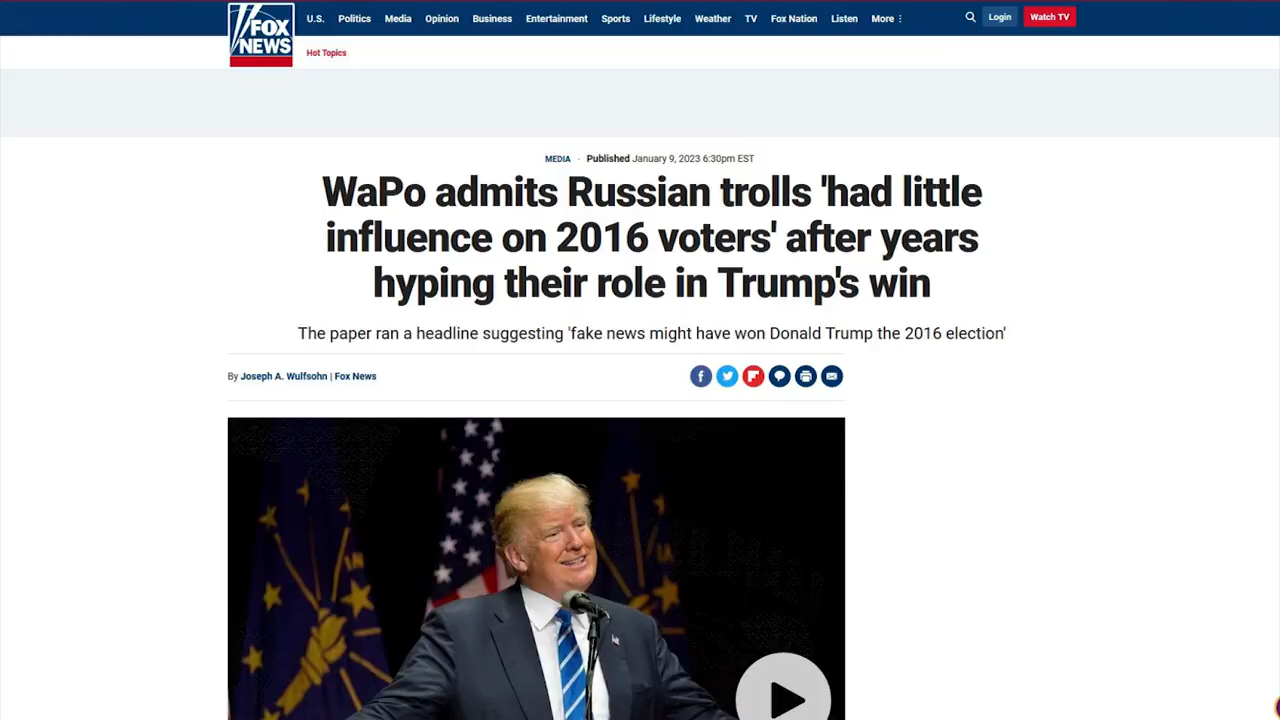 FOX
NEWS
U.S. Politics Media Opinion Business Entertainment Sports Lifestyle Weather TV Fox Nation Listen More Login Watch TV
Hot Topics
MEDIA · Published January 9, 2023 6:30pm EST
WaPo admits Russian trolls 'had little
influence on 2016 voters' after years
hyping their role in Trump's win
The paper ran a headline suggesting 'fake news might have won Donald Trump the 2016 election'
By Joseph A. Wulfsohn | Fox News